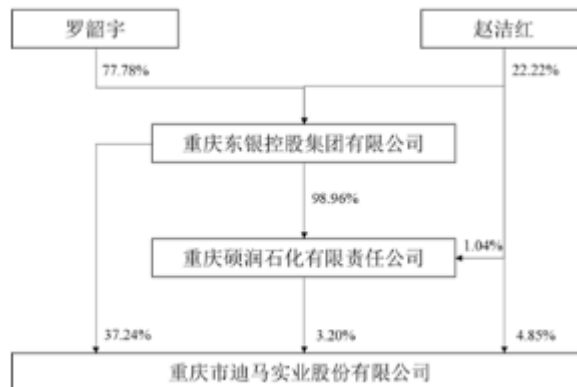 罗韶宇
赵洁红
77.78%
22.22%
重庆东银控股集团有限公司
98.96%
重庆硕润石化有限责任公司
1.04%
37.24%
3.20%
4.85%
重庆市迪马实业股份有限公司